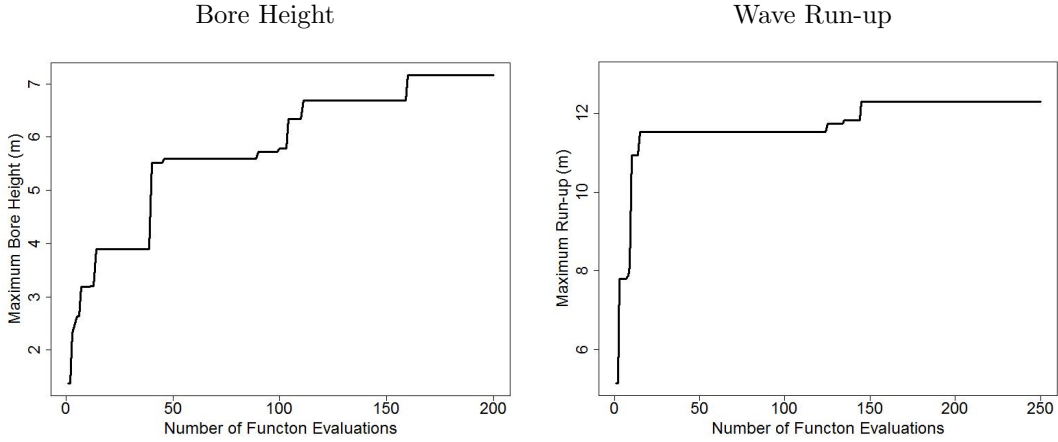 Bore Height
Maximum Bore Height (m)
7
6
5
4
3
2
0 50 100 150 200
Number of Functon Evaluations
Wave Run-up
Maximum Run-up (m)
12
10
8
6
0 50 100 150 200 250
Number of Functon Evaluations